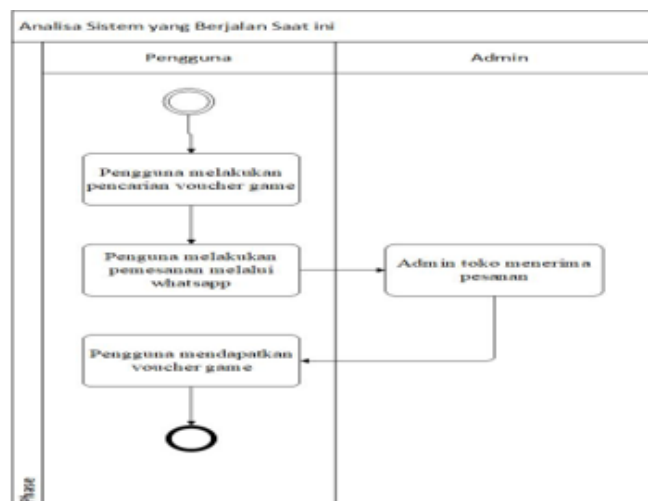 Analisa Sistem yang Berjalan Saat ini
Pengguna
Admin
Pengguna melakukan
pencarian voucher game
Penguna melakukan
pemesanan melalui
whatsapp
Admin toko menerima
pesanan
Pengguna mendapatkan
voucher game
Phase